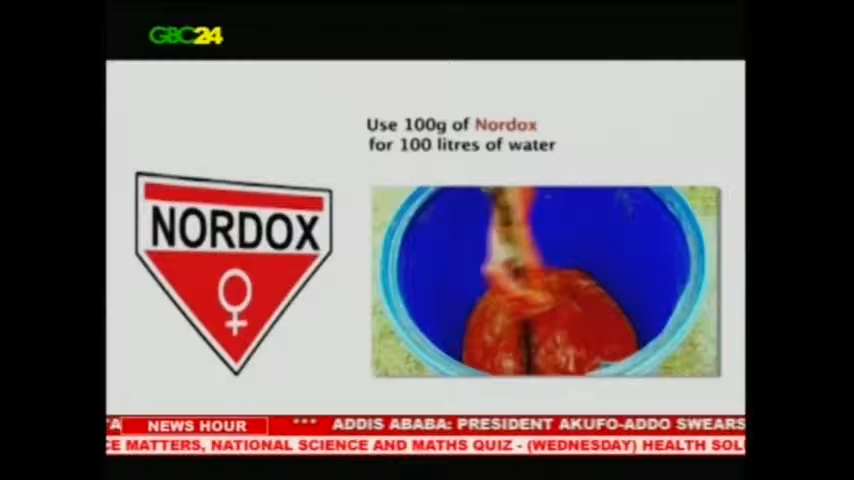 GBC24
Use 100g of Nordox
for 100 litres of water
NORDOX
NEWS HOUR *** ADDIS ABABA: PRESIDENT AKUFO-ADDO SWEARS
MATTERS, NATIONAL SCIENCE AND MATHS QUIZ - (WEDNESDAY) HEALTH